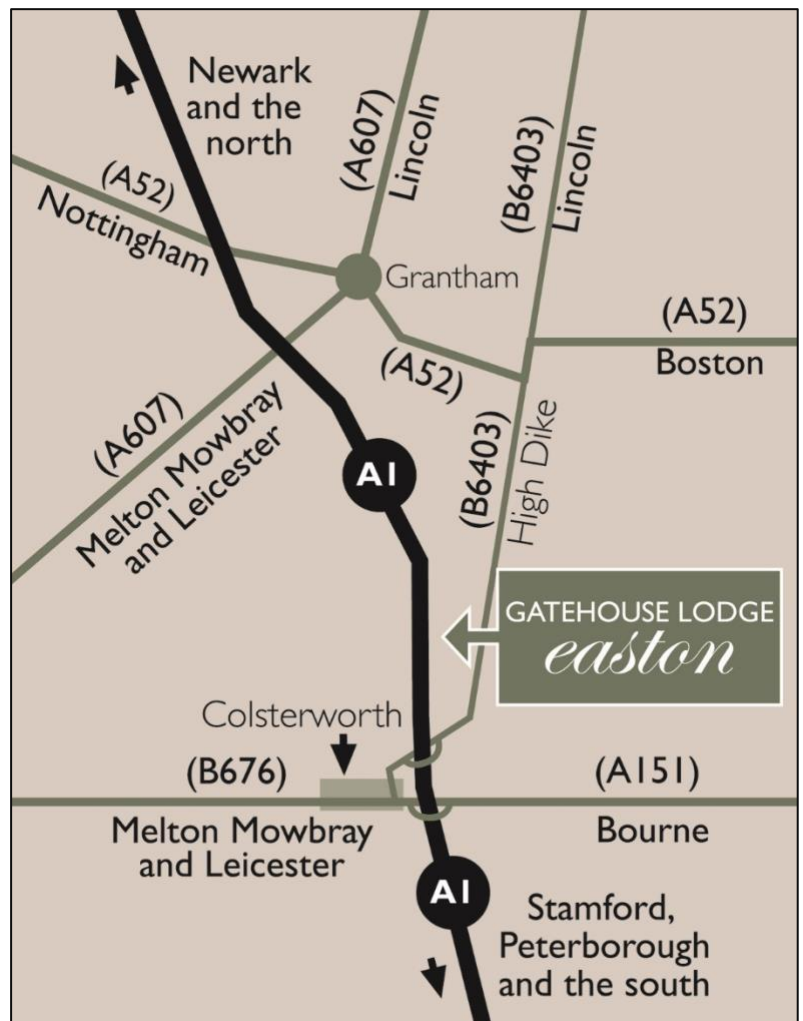 Newark
and the
north
(A607)
Lincoln
(B6403)
Lincoln
(A52)
Nottingham
Grantham
(A52)
Boston
(A52)
(A607)
Melton Mowbray
and Leicester
A1
(B6403)
High Dike
GATEHOUSE LODGE
easton
Colsterworth
(B676)
Melton Mowbray
and Leicester
(A151)
Bourne
A1
Stamford,
Peterborough
and the south